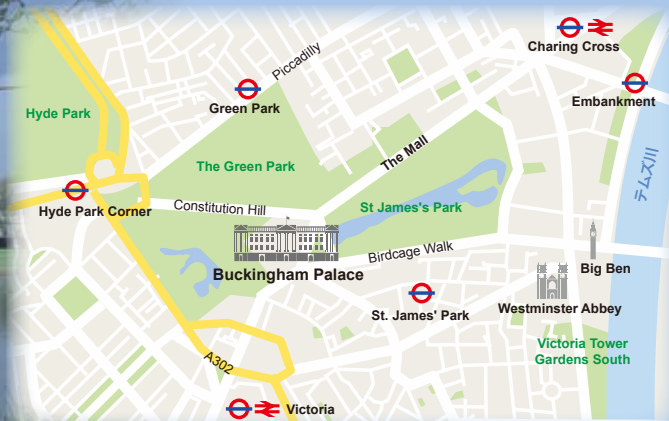 Charing Cross
Piccadilly
Embankment
Green Park
Hyde Park
The Mall
The Green Park
テムズ川
Hyde Park Corner
Constitution Hill
St James's Park
Birdcage Walk
Buckingham Palace
Big Ben
Westminster Abbey
St. James' Park
Victoria Tower
Gardens South
A302
Victoria